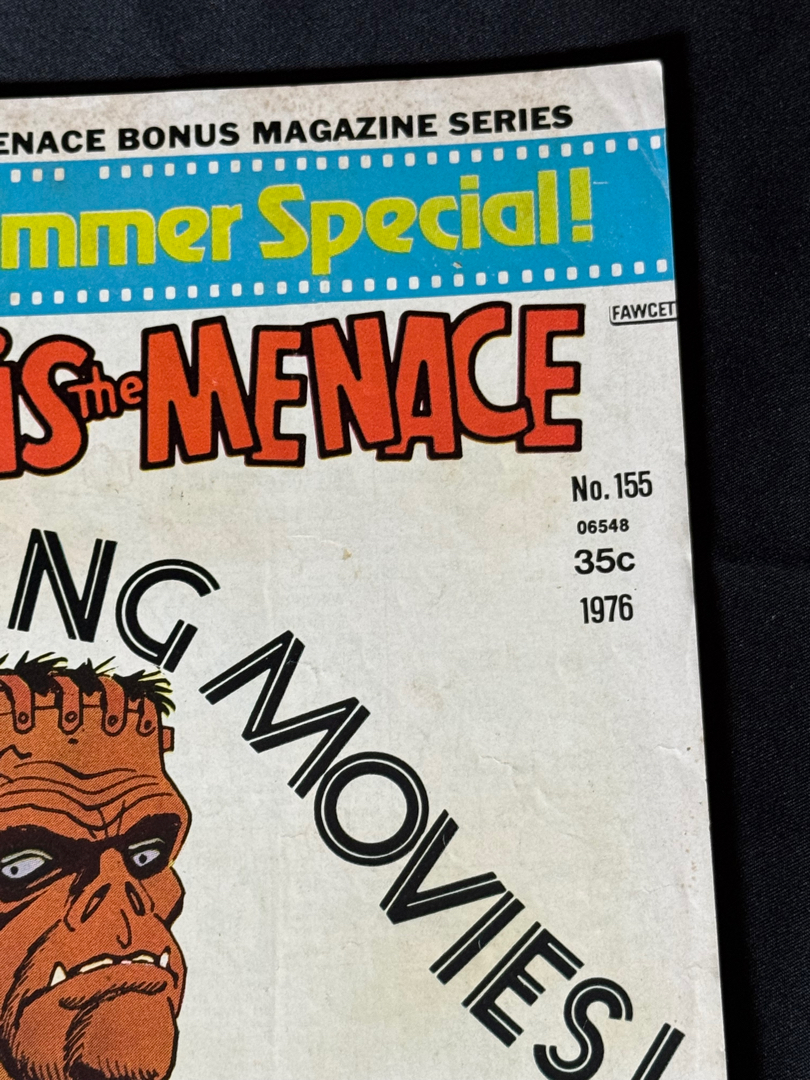 ENACE BONUS MAGAZINE SERIES
mmer Special!
FAWCET
is the MENACE
No. 155
06548
35c
1976
NG MOVIES!